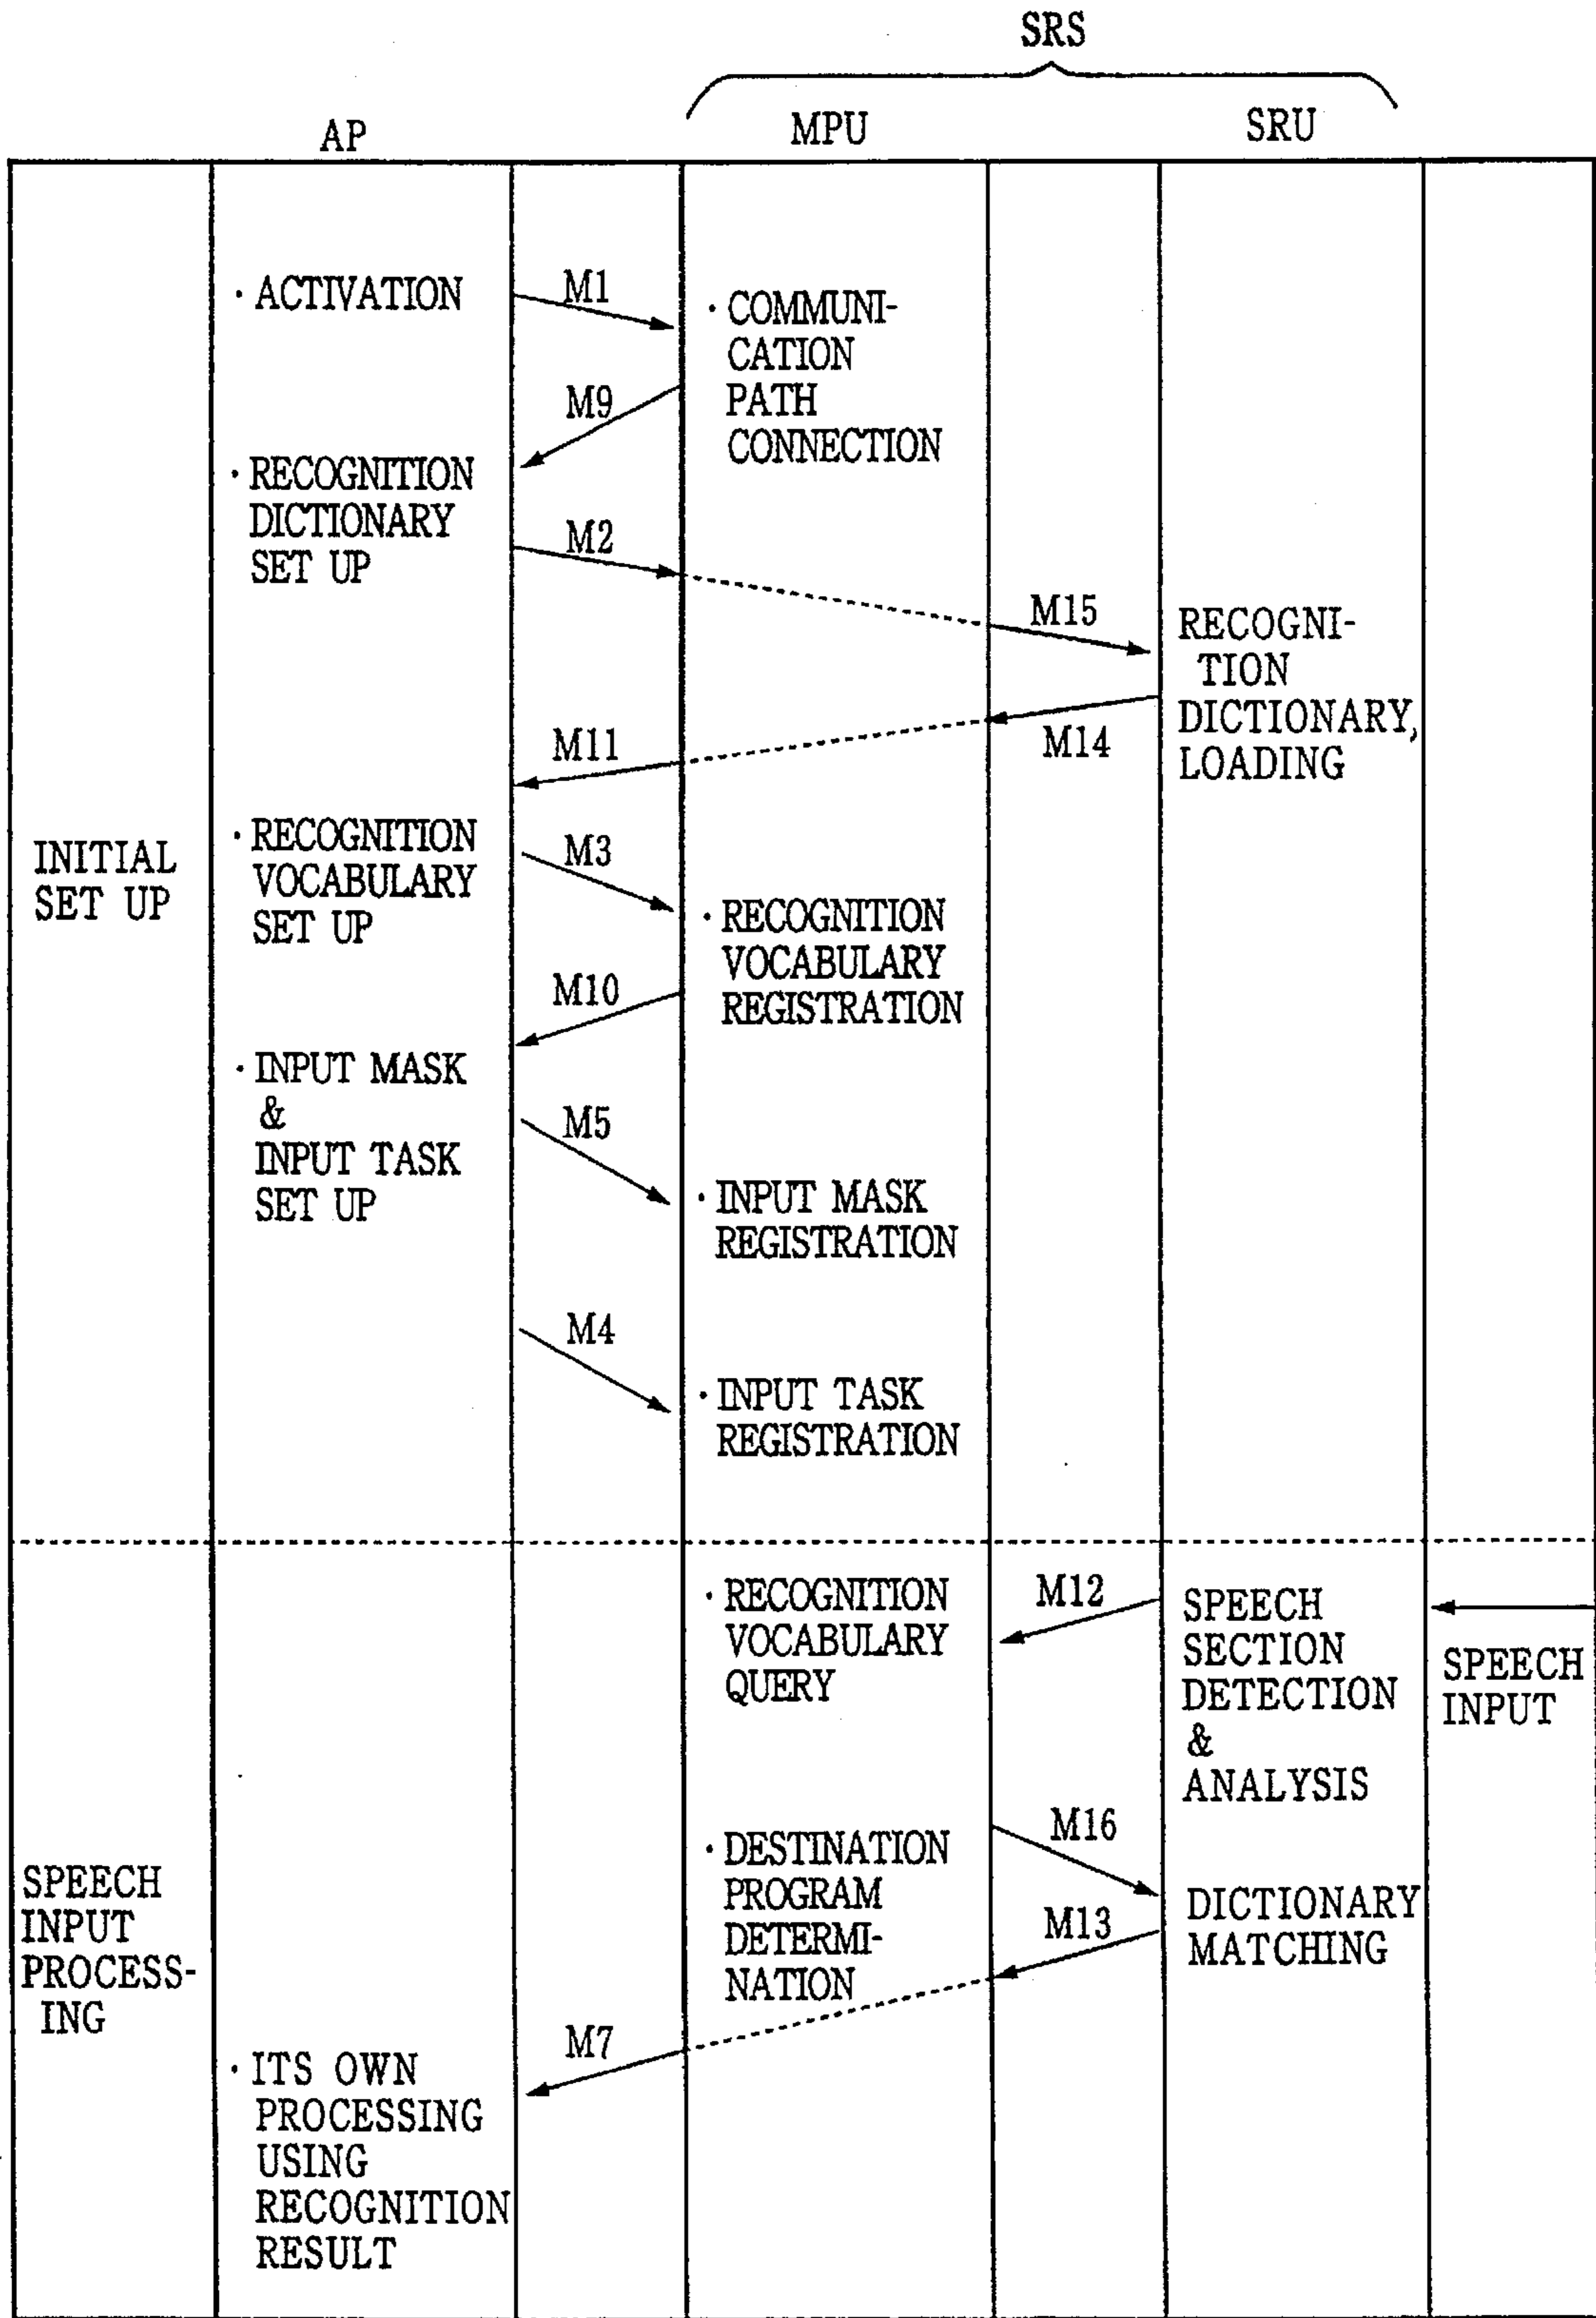 SRS
AP
MPU
SRU
· ACTIVATION
M1
· COMMUNI-
CATION
PATH
CONNECTION
M9
· RECOGNITION
DICTIONARY
SET UP
M2
M15
RECOGNI-
TION
DICTIONARY,
LOADING
M14
M11
INITIAL
SET UP
· RECOGNITION
VOCABULARY
SET UP
M3
· RECOGNITION
VOCABULARY
REGISTRATION
M10
· INPUT MASK
&
INPUT TASK
SET UP
M5
· INPUT MASK
REGISTRATION
M4
· INPUT TASK
REGISTRATION
SPEECH
INPUT
PROCESS-
ING
· RECOGNITION
VOCABULARY
QUERY
M12
SPEECH
SECTION
DETECTION
&
ANALYSIS
SPEECH
INPUT
M16
· DESTINATION
PROGRAM
DETERMI-
NATION
DICTIONARY
MATCHING
M13
M7
· ITS OWN
PROCESSING
USING
RECOGNITION
RESULT